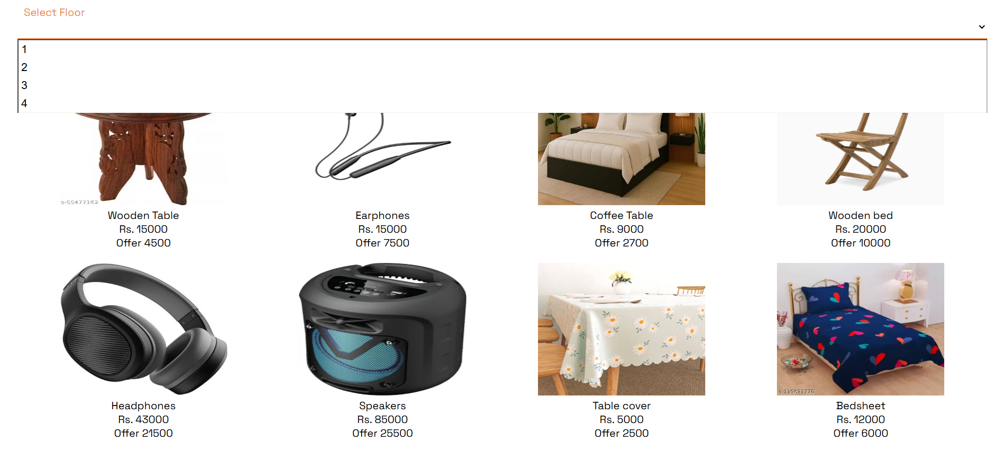 Select Floor
1
2
3
4
s-55477162
Wooden Table
Rs. 15000
Offer 4500
Earphones
Rs. 15000
Offer 7500
Coffee Table
Rs. 9000
Offer 2700
Wooden bed
Rs. 20000
Offer 10000
s-119631770
Headphones
Rs. 43000
Offer 21500
Speakers
Rs. 85000
Offer 25500
Table cover
Rs. 5000
Offer 2500
Bedsheet
Rs. 12000
Offer 6000